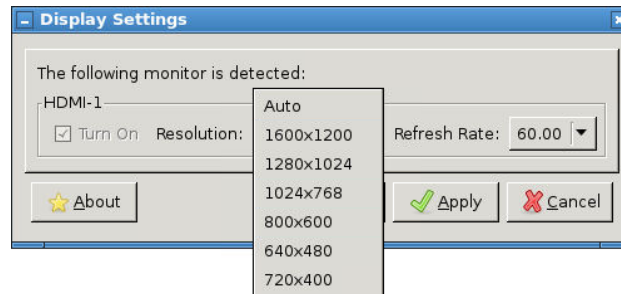 Display Settings
The following monitor is detected:
HDMI-1
Turn On Resolution: Refresh Rate: 60.00
Auto
1600x1200
1280x1024
1024x768
800x600
640x480
720x400
About Apply Cancel